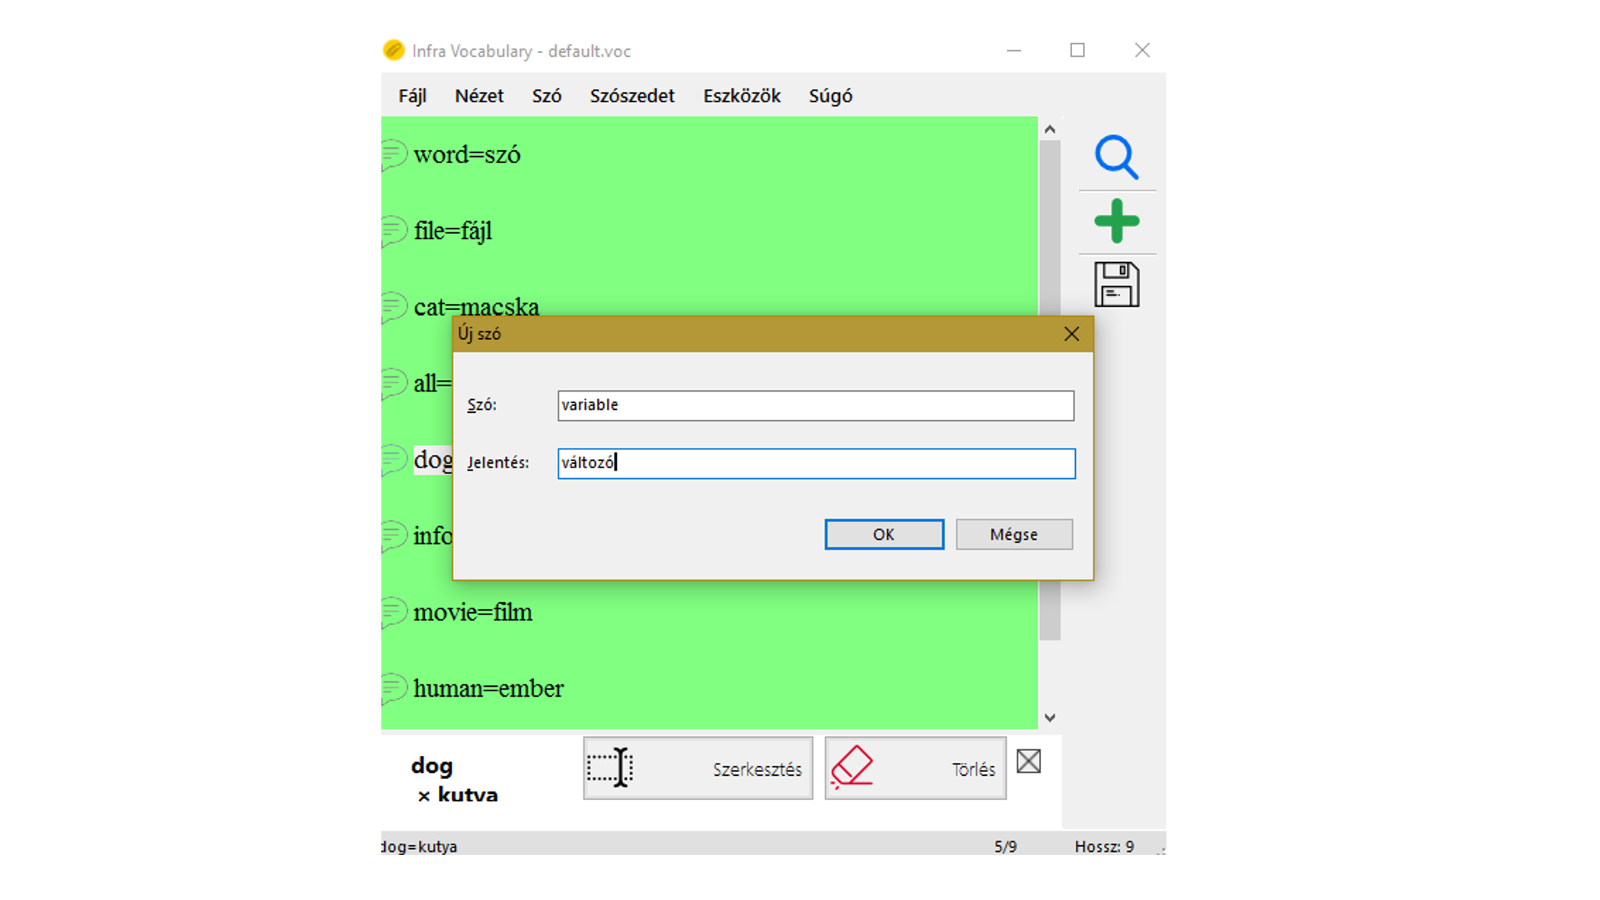 Infra Vocabulary - default.voc
Fájl Nézet Szó Szószedet Eszközök Súgó
word=szó
file=fájl
cat=macska
all=
dog
info
movie=film
human=ember
Új szó
Szó: variable
Jelentés: változó
OK Mégse
dog
× kutya
Szerkesztés
Törlés
dog=kutya 5/9 Hossz: 9